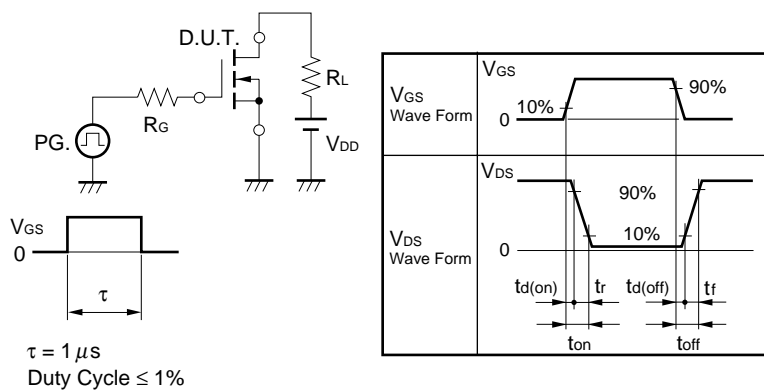 D.U.T.
RL
RG
VDD
PG.
VGS
0
τ
τ = 1 μs
Duty Cycle ≤ 1%
VGS
Wave Form
VGS
10%
90%
0
VDS
Wave Form
VDS
90%
10%
0
td(on) tr td(off) tf
ton toff